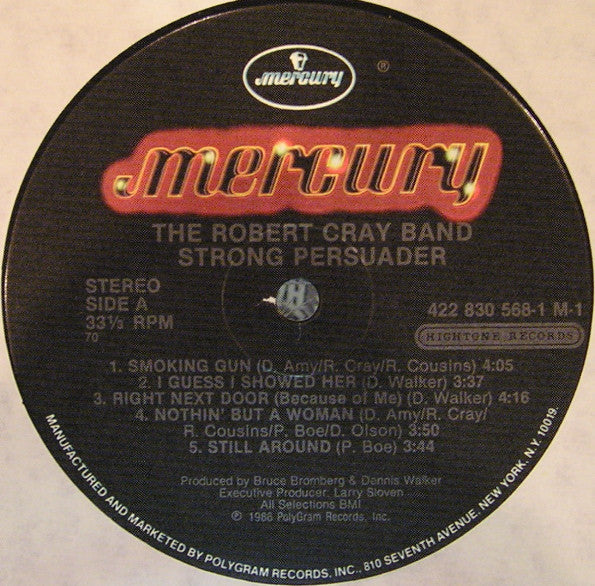 mercury
®
mercury
THE ROBERT CRAY BAND
STRONG PERSUADER
STEREO
SIDE A
33⅓ RPM
70
422 830 568-1 M-1
HIGHTONE RECORDS
1. SMOKING GUN (D. Amy/R. Cray/R. Cousins) 4:05
2. I GUESS I SHOWED HER (D. Walker) 3:37
3. RIGHT NEXT DOOR (Because of Me) (D. Walker) 4:16
4. NOTHIN' BUT A WOMAN (D. Amy/R. Cray/
R. Cousins/P. Boe/D. Olson) 3:50
5. STILL AROUND (P. Boe) 3:44
Produced by Bruce Bromberg & Dennis Walker
Executive Producer: Larry Sloven
All Selections BMI
℗ 1986 PolyGram Records, Inc.
MANUFACTURED AND MARKETED BY POLYGRAM RECORDS, INC., 810 SEVENTH AVENUE, NEW YORK, N.Y. 10019.